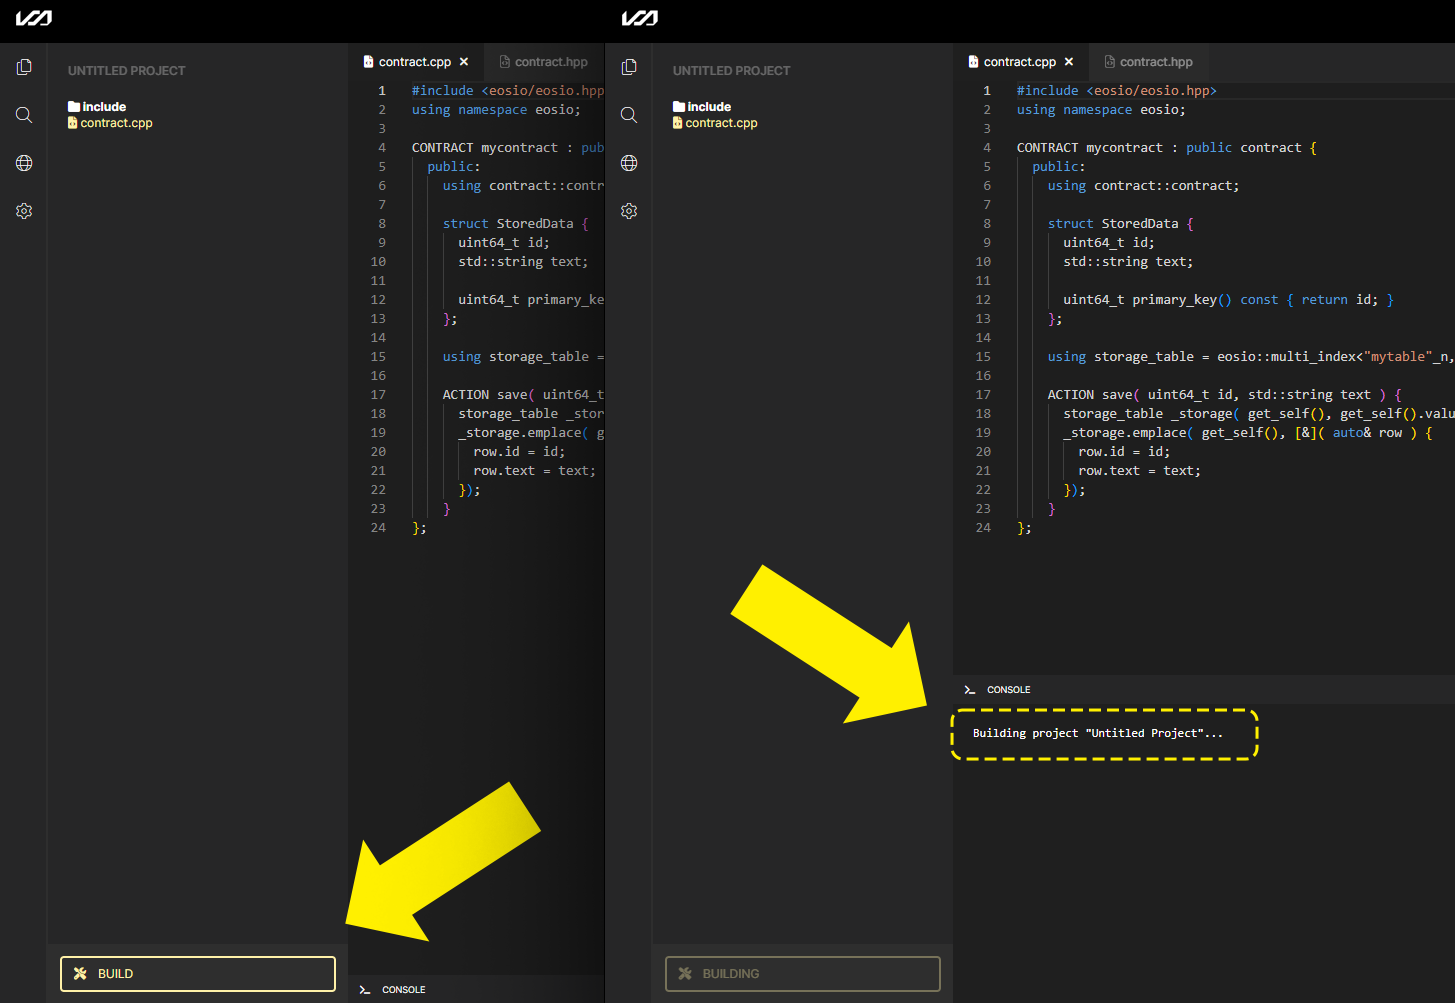 UNTITLED PROJECT
include
contract.cpp
contract.cpp ×
contract.hpp
1 #include <eosio/eosio.hpp
2 using namespace eosio;
3
4 CONTRACT mycontract : pub
5 public:
6 using contract::contr
7
8 struct StoredData {
9 uint64_t id;
10 std::string text;
11
12 uint64_t primary_ke
13 };
14
15 using storage_table =
16
17 ACTION save( uint64_t
18 storage_table _stor
19 _storage.emplace( g
20 row.id = id;
21 row.text = text;
22 });
23 }
24 };
BUILD
CONSOLE
UNTITLED PROJECT
include
contract.cpp
contract.cpp ×
contract.hpp
1 #include <eosio/eosio.hpp>
2 using namespace eosio;
3
4 CONTRACT mycontract : public contract {
5 public:
6 using contract::contract;
7
8 struct StoredData {
9 uint64_t id;
10 std::string text;
11
12 uint64_t primary_key() const { return id; }
13 };
14
15 using storage_table = eosio::multi_index<"mytable"_n,
16
17 ACTION save( uint64_t id, std::string text ) {
18 storage_table _storage( get_self(), get_self().valu
19 _storage.emplace( get_self(), [&]( auto& row ) {
20 row.id = id;
21 row.text = text;
22 });
23 }
24 };
CONSOLE
Building project "Untitled Project"...
BUILDING